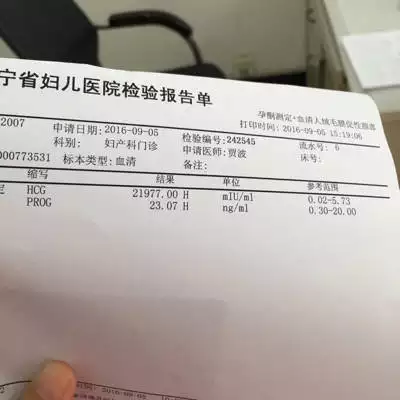 宁省妇儿医院检验报告单
孕酮测定+血清人绒毛膜促性腺激
打印时间: 2016-09-05 15:19:06
2007 申请日期: 2016-09-05 检验编号: 242545 流水号: 6
科别: 妇产科门诊 申请医师: 贾波 床号:
000773531 标本类型: 血清 备注:
缩写 结果 单位 参考范围
定 HCG 21977.00 H mIU/ml 0.02-5.73
PROG 23.07 H ng/ml 0.30-20.00